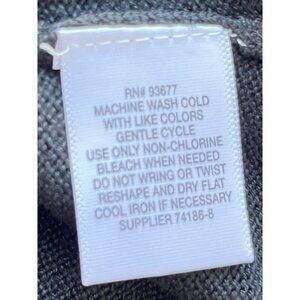 RN# 93677
MACHINE WASH COLD
WITH LIKE COLORS
GENTLE CYCLE
USE ONLY NON-CHLORINE
BLEACH WHEN NEEDED
DO NOT WRING OR TWIST
RESHAPE AND DRY FLAT
COOL IRON IF NECESSARY
SUPPLIER 74186-8